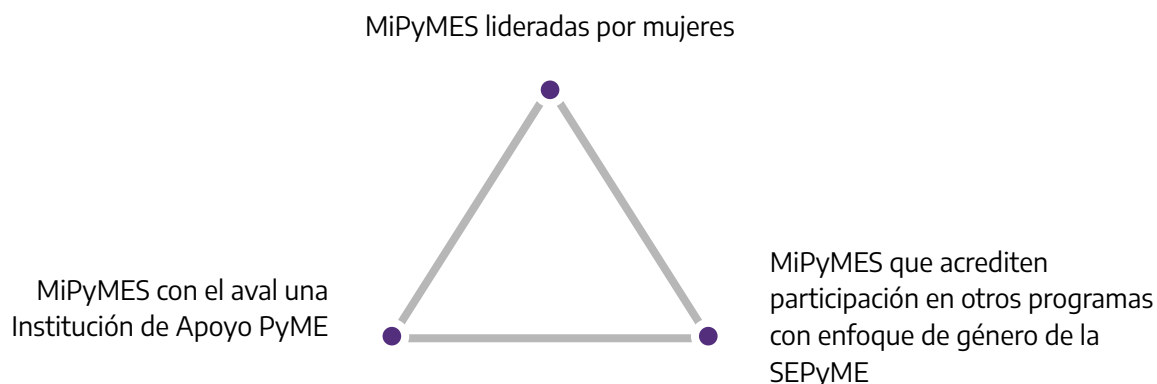 MiPyMES lideradas por mujeres
MiPyMES con el aval una
Institución de Apoyo PyME
MiPyMES que acrediten
participación en otros programas
con enfoque de género de la
SEPyME